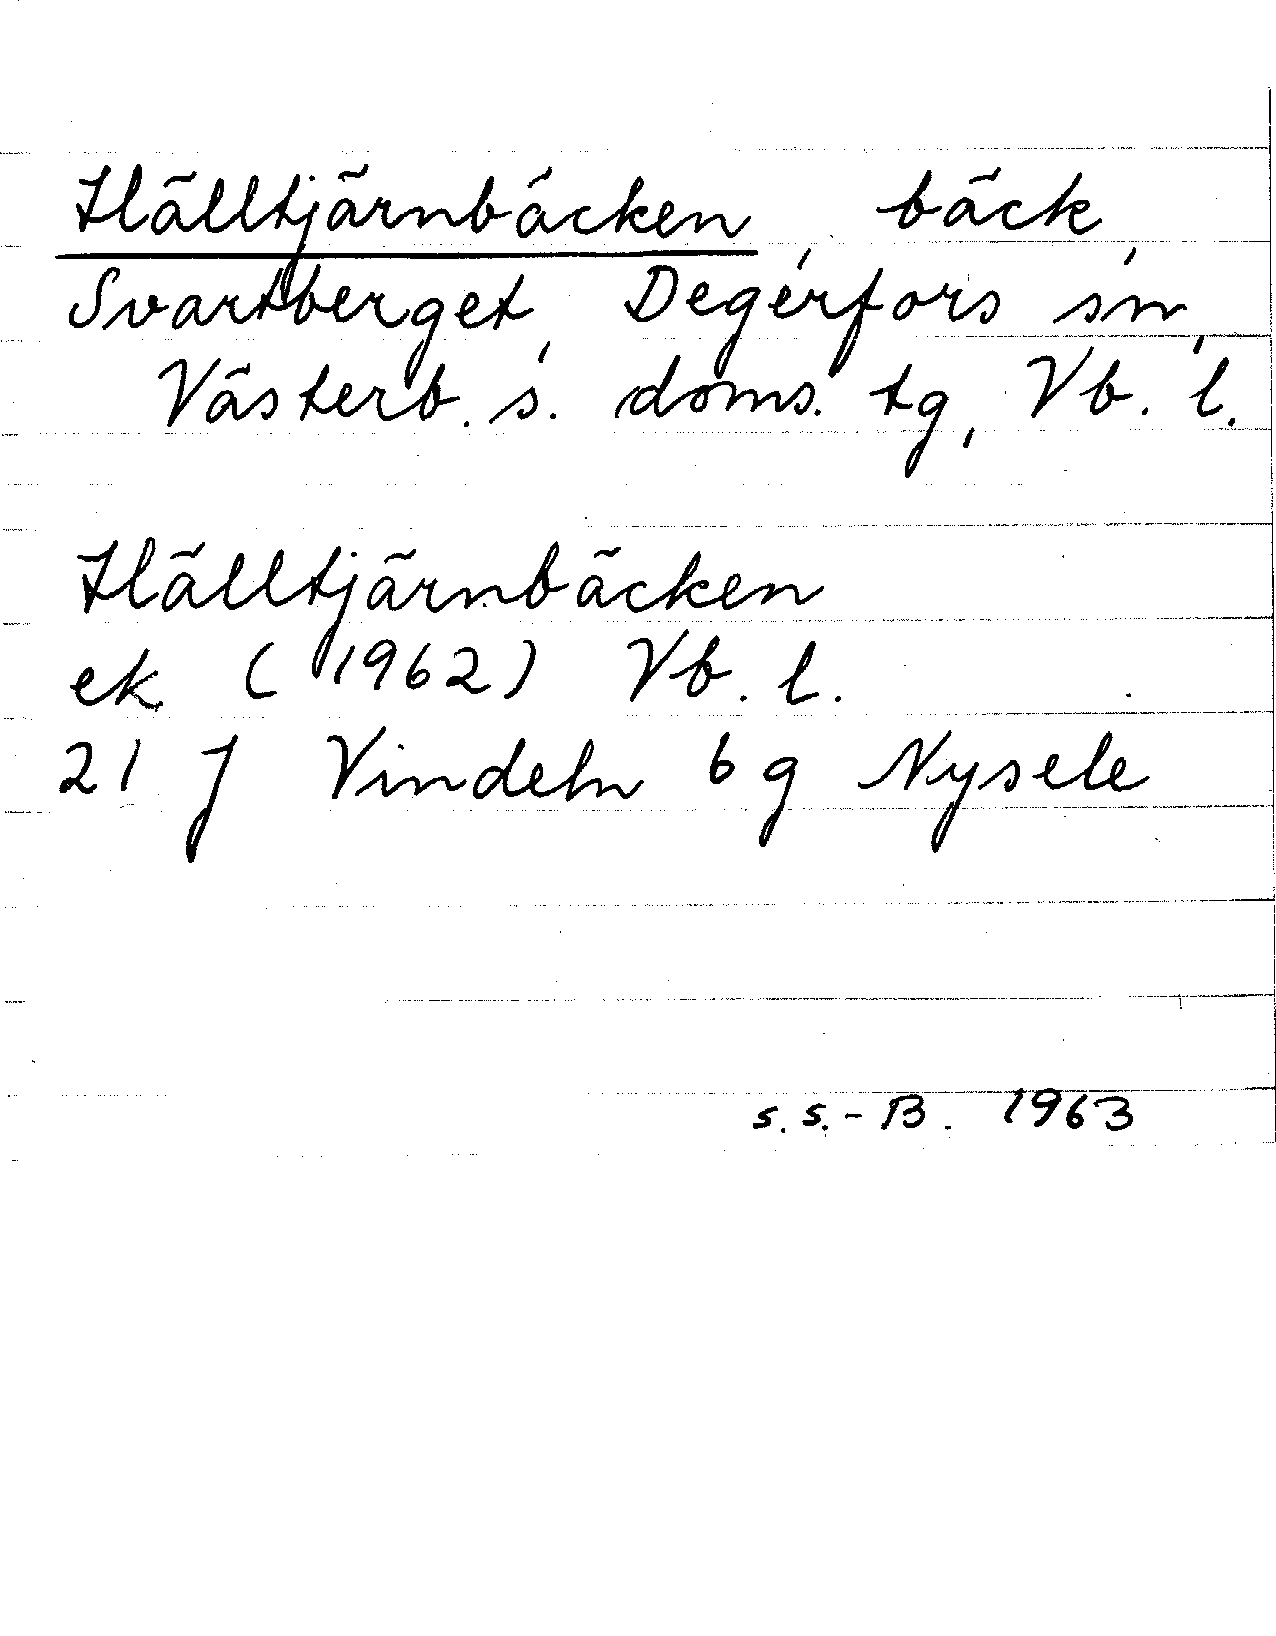 Hälltjärnbäcken, bäck,
Svartberget, Degerfors sn,
Västerb. s. doms. tg, Vb. l.
Hälltjärnbäcken
ek (1962) Vb. l.
21 J Vindeln 6 g Nysele
S. S.-B. 1963